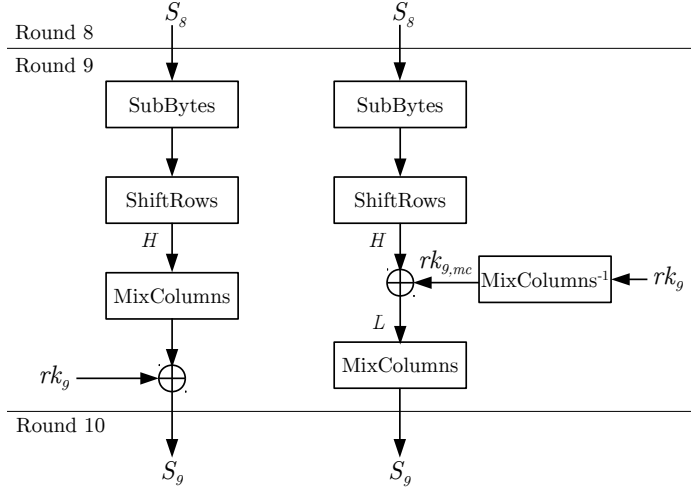 S₈ S₈
Round 8
Round 9
SubBytes SubBytes
ShiftRows ShiftRows
H H
rk₉,mc
MixColumns MixColumns⁻¹ rk₉
L
MixColumns
rk₉
Round 10
S₉ S₉